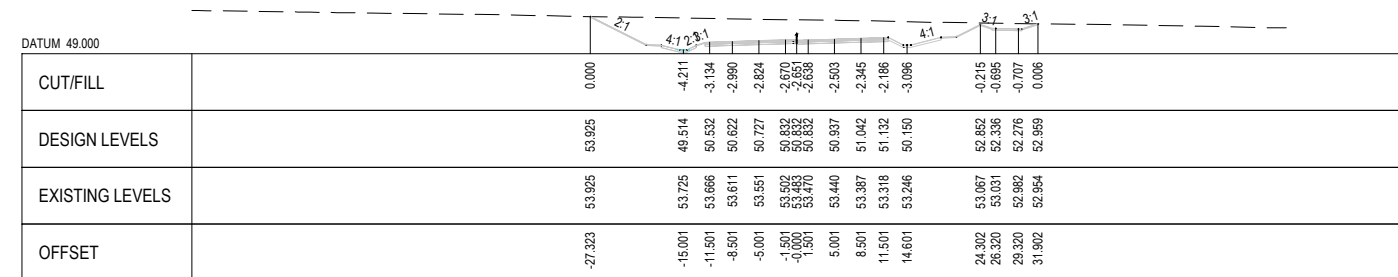 2:1 4:1 2:1 3:1 4:1 3:1 3:1
DATUM 49.000
CUT/FILL 0.000 -4.211 -3.134 -2.990 -2.824 -2.670 -2.651 -2.638 -2.503 -2.345 -2.186 -3.096 -0.215 -0.695 -0.707 0.006
DESIGN LEVELS 53.925 49.514 50.532 50.622 50.727 50.832 50.832 50.832 50.937 51.042 51.132 50.150 52.852 52.336 52.276 52.959
EXISTING LEVELS 53.925 53.725 53.666 53.611 53.551 53.502 53.483 53.470 53.440 53.387 53.318 53.246 53.067 53.031 52.982 52.954
OFFSET -27.323 -15.001 -11.501 -8.501 -5.001 -1.501 -0.000 1.501 5.001 8.501 11.501 14.601 24.302 26.320 29.320 31.902